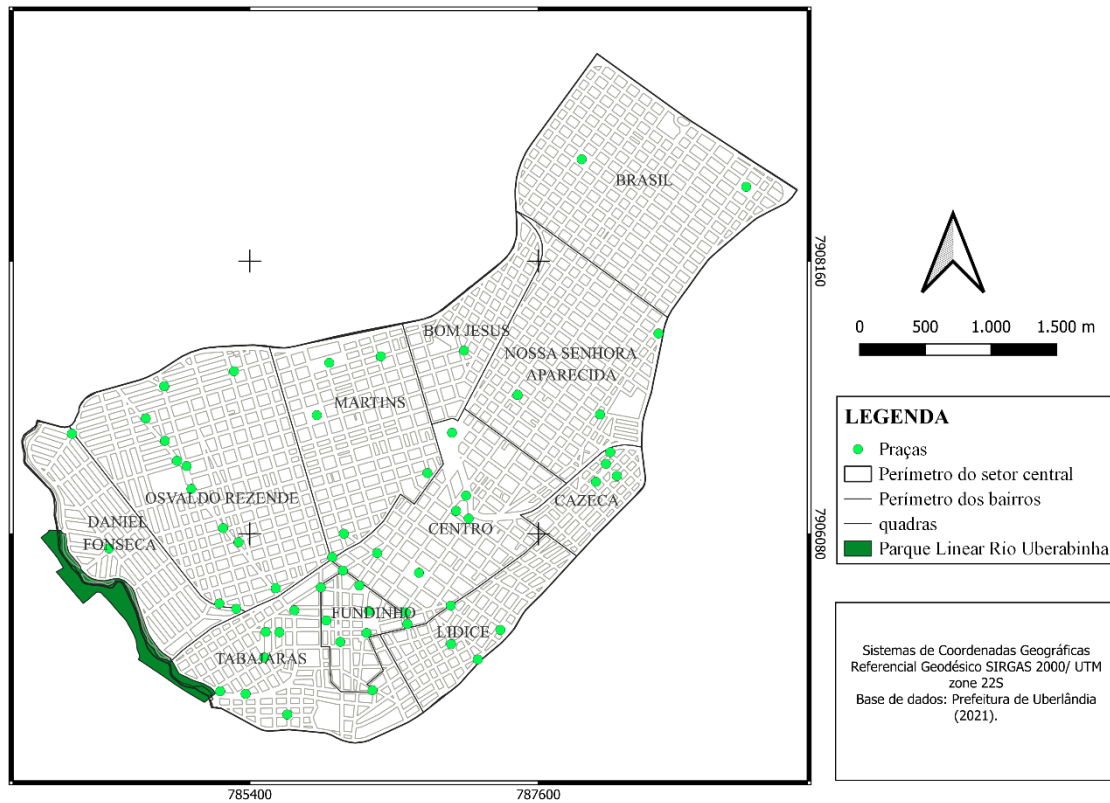 BRASIL
BOM JESUS
NOSSA SENHORA
APARECIDA
MARTINS
OSVALDO REZENDE
CAZECA
DANIEL
FONSECA
CENTRO
FUNDINHO
LÍDICE
TABAJARAS
7908160
7906080
785400
787600
0 500 1.000 1.500 m
LEGENDA
Praças
Perímetro do setor central
Perímetro dos bairros
quadras
Parque Linear Rio Uberabinha
Sistemas de Coordenadas Geográficas
Referencial Geodésico SIRGAS 2000/ UTM
zone 22S
Base de dados: Prefeitura de Uberlândia
(2021).